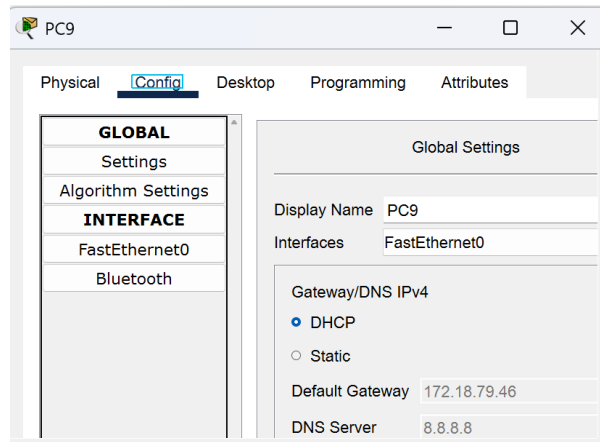 PC9
Physical Config Desktop Programming Attributes
GLOBAL
Settings
Algorithm Settings
INTERFACE
FastEthernet0
Bluetooth
Global Settings
Display Name PC9
Interfaces FastEthernet0
Gateway/DNS IPv4
DHCP
Static
Default Gateway 172.18.79.46
DNS Server 8.8.8.8